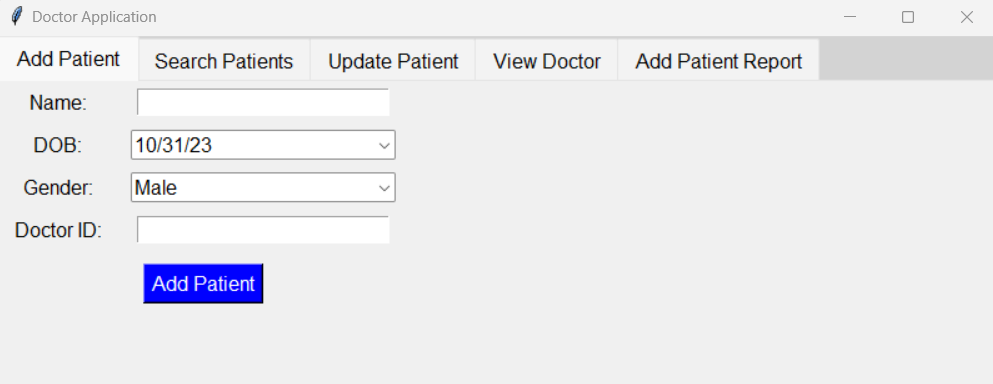 Doctor Application
Add Patient Search Patients Update Patient View Doctor Add Patient Report
Name:
DOB: 10/31/23
Gender: Male
Doctor ID:
Add Patient